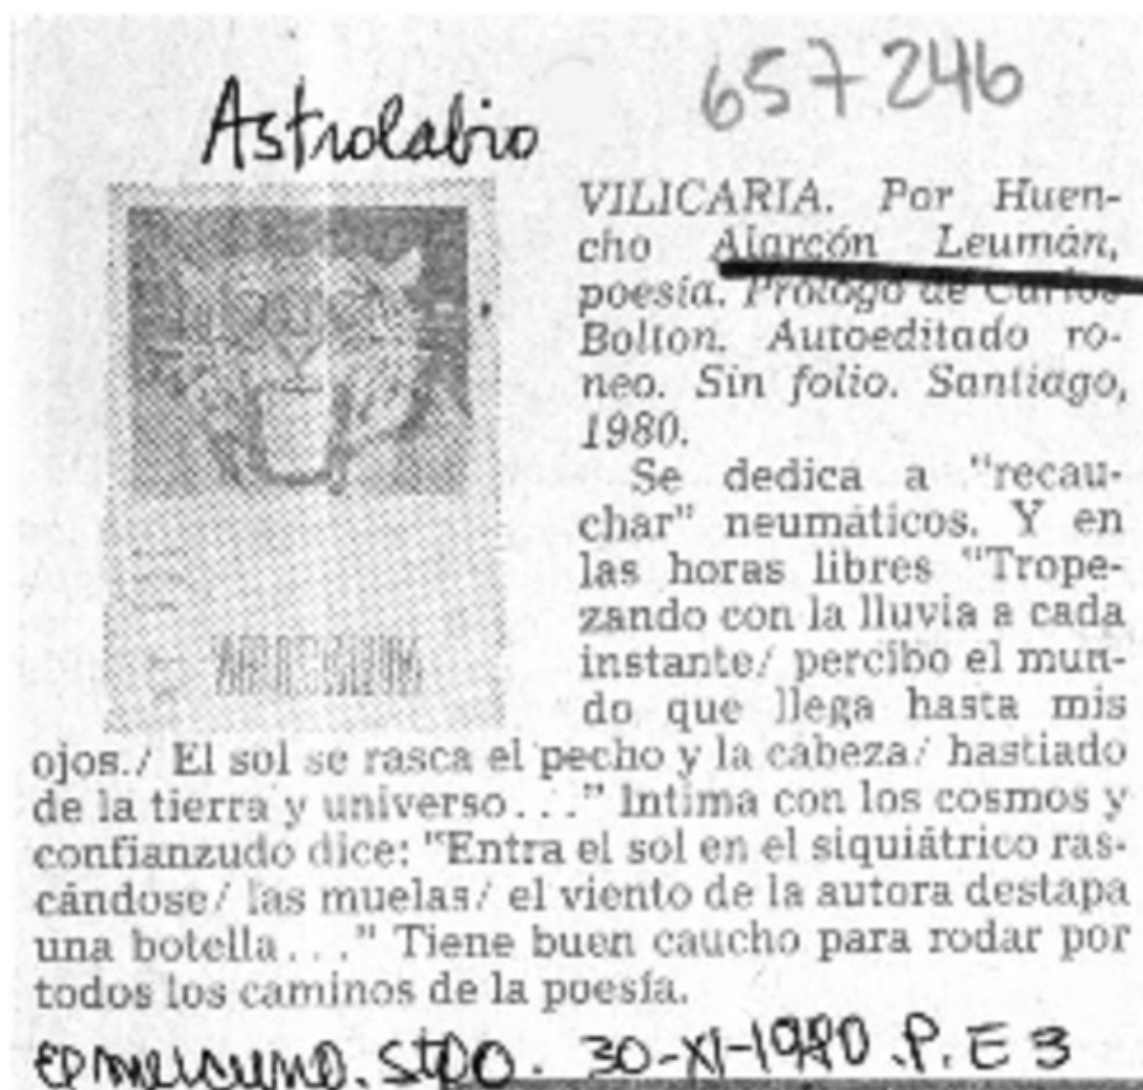 657246
Astrolabio
VILICARIA. Por Huen-
cho Alarcón Leumán,
poesía. Prólogo de Carlos
Bolton. Autoeditado ro-
neo. Sin folio. Santiago,
1980.
Se dedica a "recau-
char" neumáticos. Y en
las horas libres "Trope-
zando con la lluvia a cada
instante/ percibo el mun-
do que llega hasta mis
ojos./ El sol se rasca el pecho y la cabeza/ hastiado
de la tierra y universo..." Intima con los cosmos y
confianzudo dice: "Entra el sol en el siquiátrico ras-
cándose/ las muelas/ el viento de la autora destapa
una botella..." Tiene buen caucho para rodar por
todos los caminos de la poesía.
El Mercurio. Stgo. 30-XI-1980. P. E 3